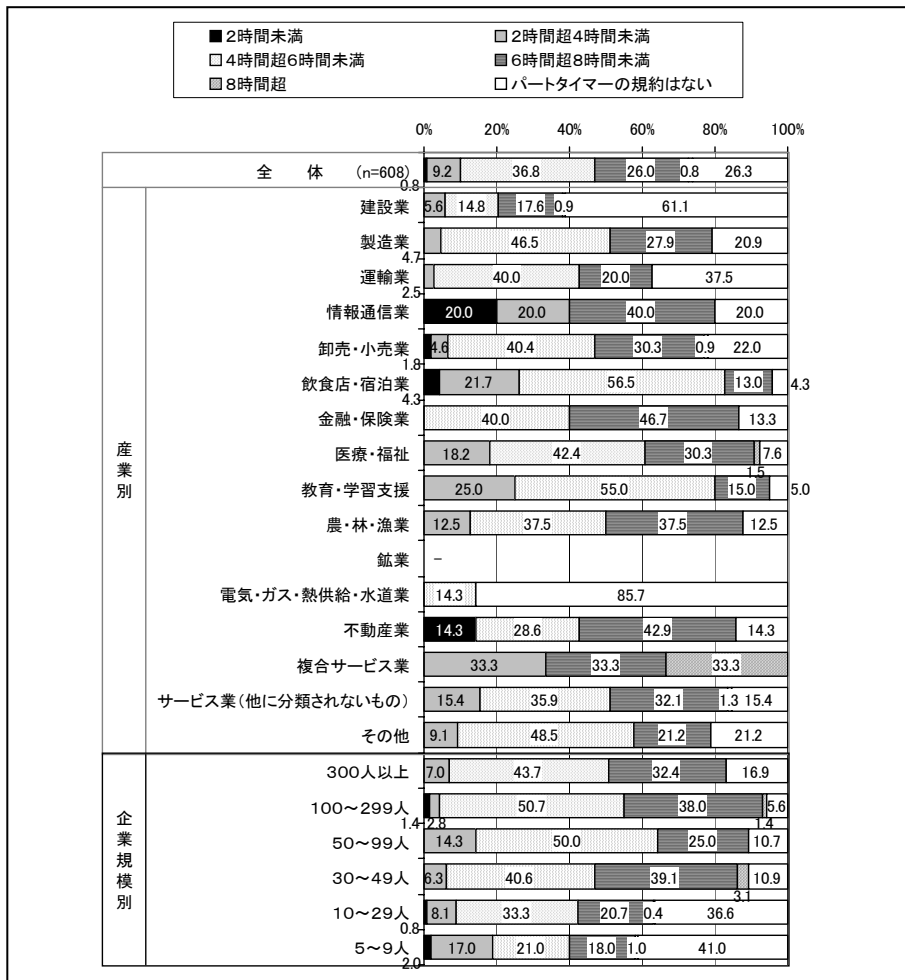 ■2時間未満 ■2時間超4時間未満
□4時間超6時間未満 ■6時間超8時間未満
■8時間超 □パートタイマーの規約はない
0% 20% 40% 60% 80% 100%
全 体 (n=608) 0.8 9.2 36.8 26.0 0.8 26.3
産業別
建設業 5.6 14.8 17.6 0.9 61.1
製造業 4.7 46.5 27.9 20.9
運輸業 2.5 40.0 20.0 37.5
情報通信業 20.0 20.0 40.0 20.0
卸売・小売業 1.8 4.6 40.4 30.3 0.9 22.0
飲食店・宿泊業 4.3 21.7 56.5 13.0 4.3
金融・保険業 40.0 46.7 13.3
医療・福祉 18.2 42.4 30.3 1.5 7.6
教育・学習支援 25.0 55.0 15.0 5.0
農・林・漁業 12.5 37.5 37.5 12.5
鉱業 −
電気・ガス・熱供給・水道業 14.3 85.7
不動産業 14.3 28.6 42.9 14.3
複合サービス業 33.3 33.3 33.3
サービス業(他に分類されないもの) 15.4 35.9 32.1 1.3 15.4
その他 9.1 48.5 21.2 21.2
企業規模別
300人以上 7.0 43.7 32.4 16.9
100～299人 1.4 2.8 50.7 38.0 1.4 5.6
50～99人 14.3 50.0 25.0 10.7
30～49人 6.3 40.6 39.1 3.1 10.9
10～29人 0.8 8.1 33.3 20.7 0.4 36.6
5～9人 2.0 17.0 21.0 18.0 1.0 41.0